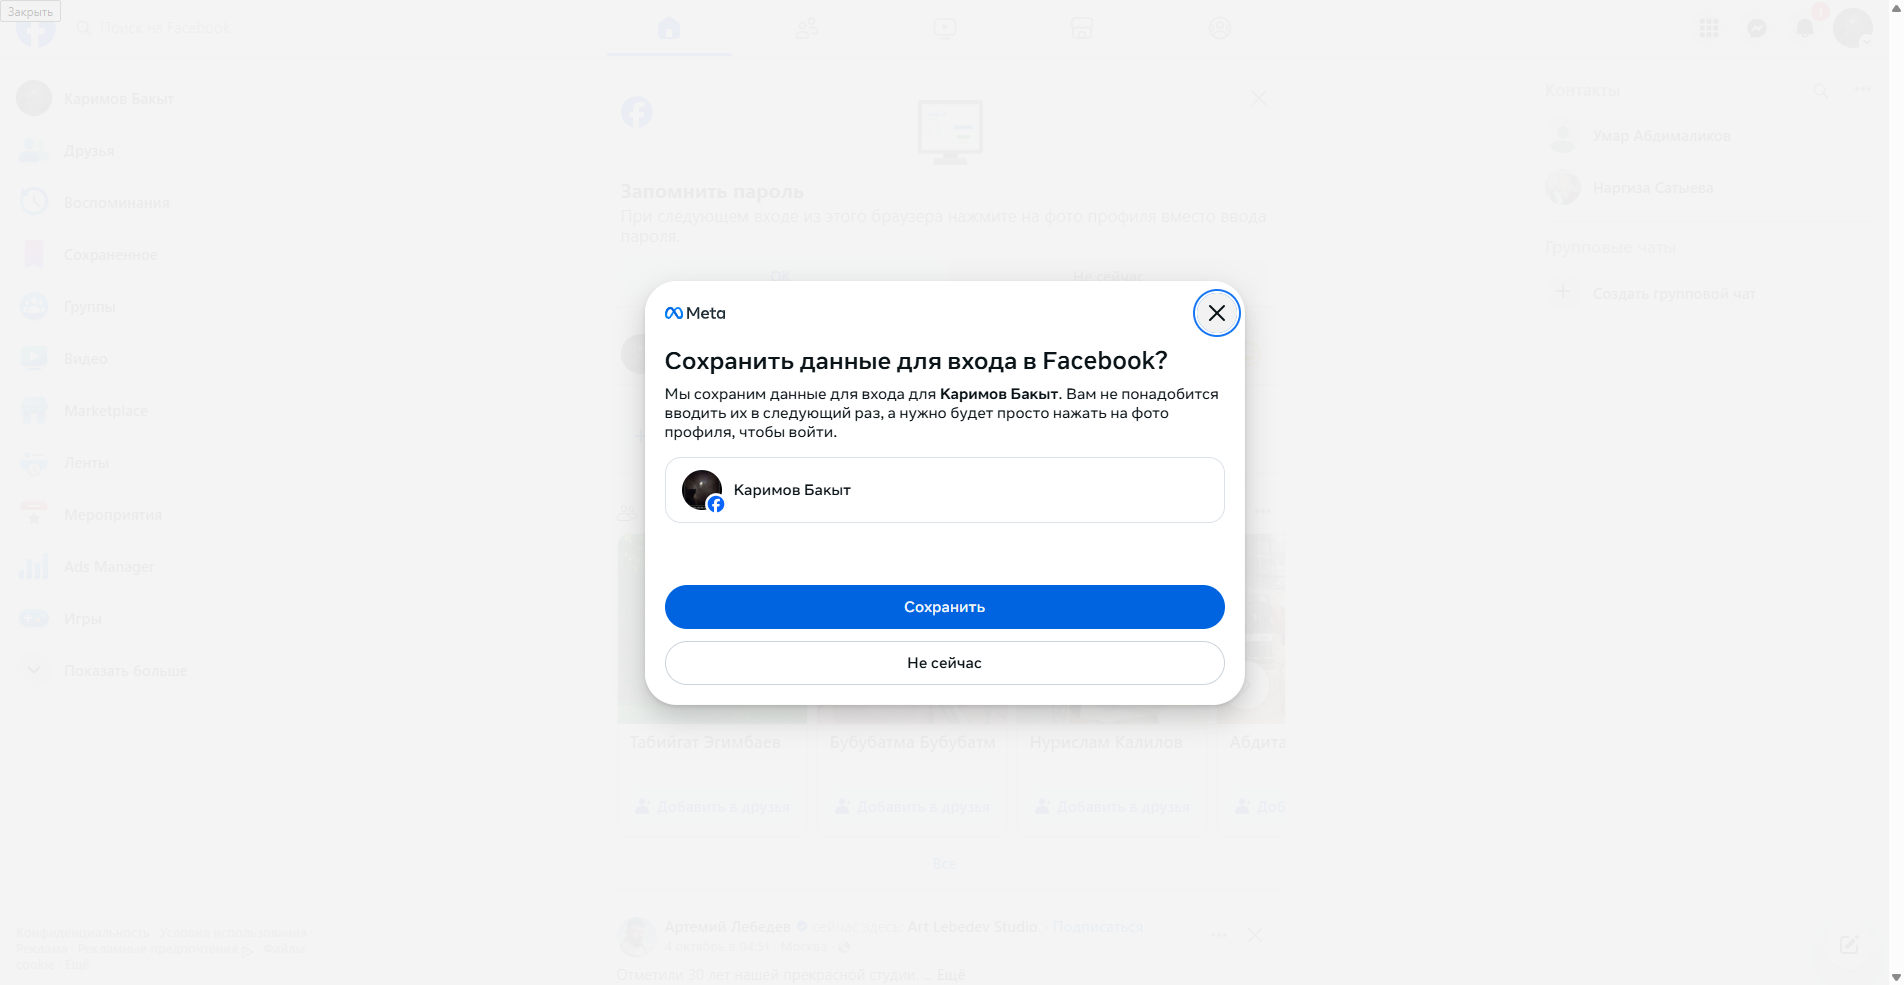 Закрыть
Поиск на Facebook
Каримов Бакыт
Друзья
Воспоминания
Сохраненное
Группы
Видео
Marketplace
Ленты
Мероприятия
Ads Manager
Игры
Показать больше
Конфиденциальность · Условия использования ·
Реклама · Рекламные предпочтения · Файлы
cookie · Ещё
Запомнить пароль
При следующем входе из этого браузера нажмите на фото профиля вместо ввода
пароля.
ОК
Не сейчас
Meta
Сохранить данные для входа в Facebook?
Мы сохраним данные для входа для Каримов Бакыт. Вам не понадобится
вводить их в следующий раз, а нужно будет просто нажать на фото
профиля, чтобы войти.
Каримов Бакыт
Сохранить
Не сейчас
Табийгат Эгимбаев
Бубубатма Бубубатм
Нурислам Калилов
Абдита
Добавить в друзья
Добавить в друзья
Добавить в друзья
Доб
Все
Артемий Лебедев сейчас здесь: Art Lebedev Studio. · Подписаться
4 октябрь в 04:51 · Москва ·
Отметили 30 лет нашей прекрасной студии. ... Ещё
Контакты
Умар Абдималиков
Наргиза Сатыева
Групповые чаты
Создать групповой чат